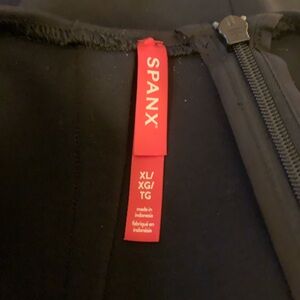 SPANX
XL/
XG/
TG
made in
indonesia
fabriqué en
indonésie